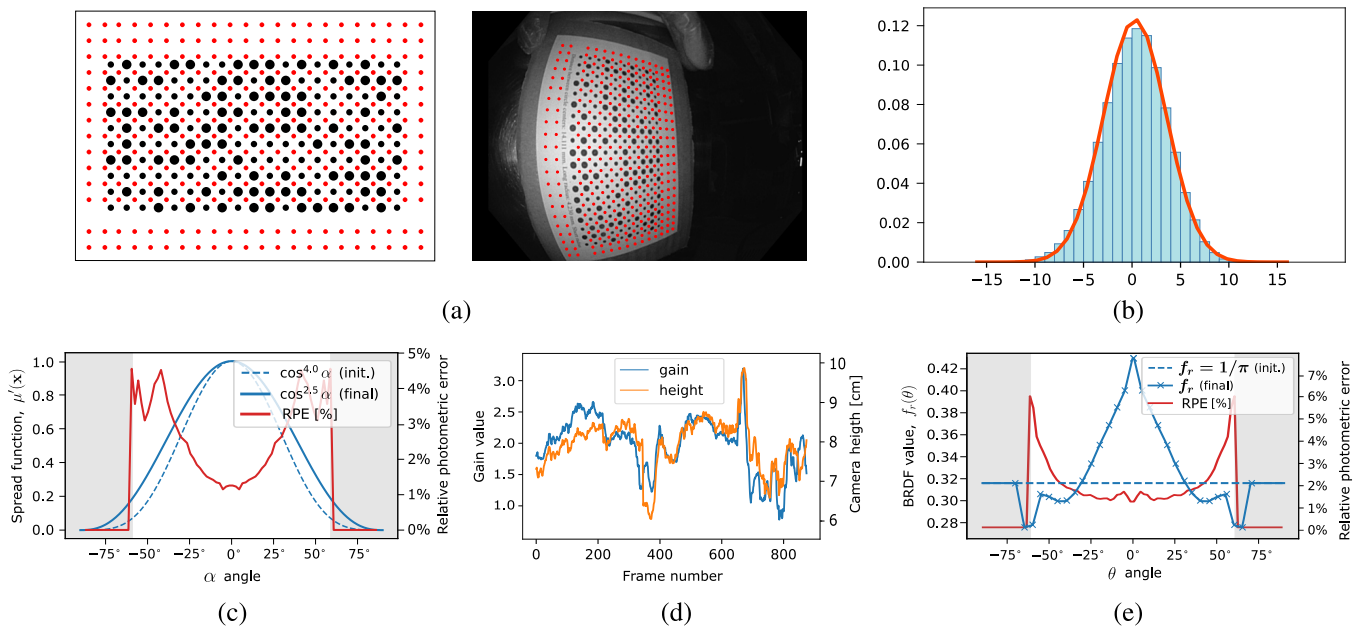 0.12
0.10
0.08
0.06
0.04
0.02
0.00
−15 −10 −5 0 5 10 15
(a)
(b)
Spread function, μ′(x)
1.0
0.8
0.6
0.4
0.2
0.0
cos^4.0 α (init.)
cos^2.5 α (final)
RPE [%]
5%
4%
3%
2%
1%
0%
Relative photometric error
−75° −50° −25° 0° 25° 50° 75°
α angle
(c)
Gain value
3.0
2.5
2.0
1.5
1.0
gain
height
10
9
8
7
6
Camera heigth [cm]
0 200 400 600 800
Frame number
(d)
BRDF value, f_r(θ)
0.42
0.40
0.38
0.36
0.34
0.32
0.30
0.28
f_r = 1/π (init.)
f_r (final)
RPE [%]
7%
6%
5%
4%
3%
2%
1%
0%
Relative photometric error
−75° −50° −25° 0° 25° 50° 75°
θ angle
(e)